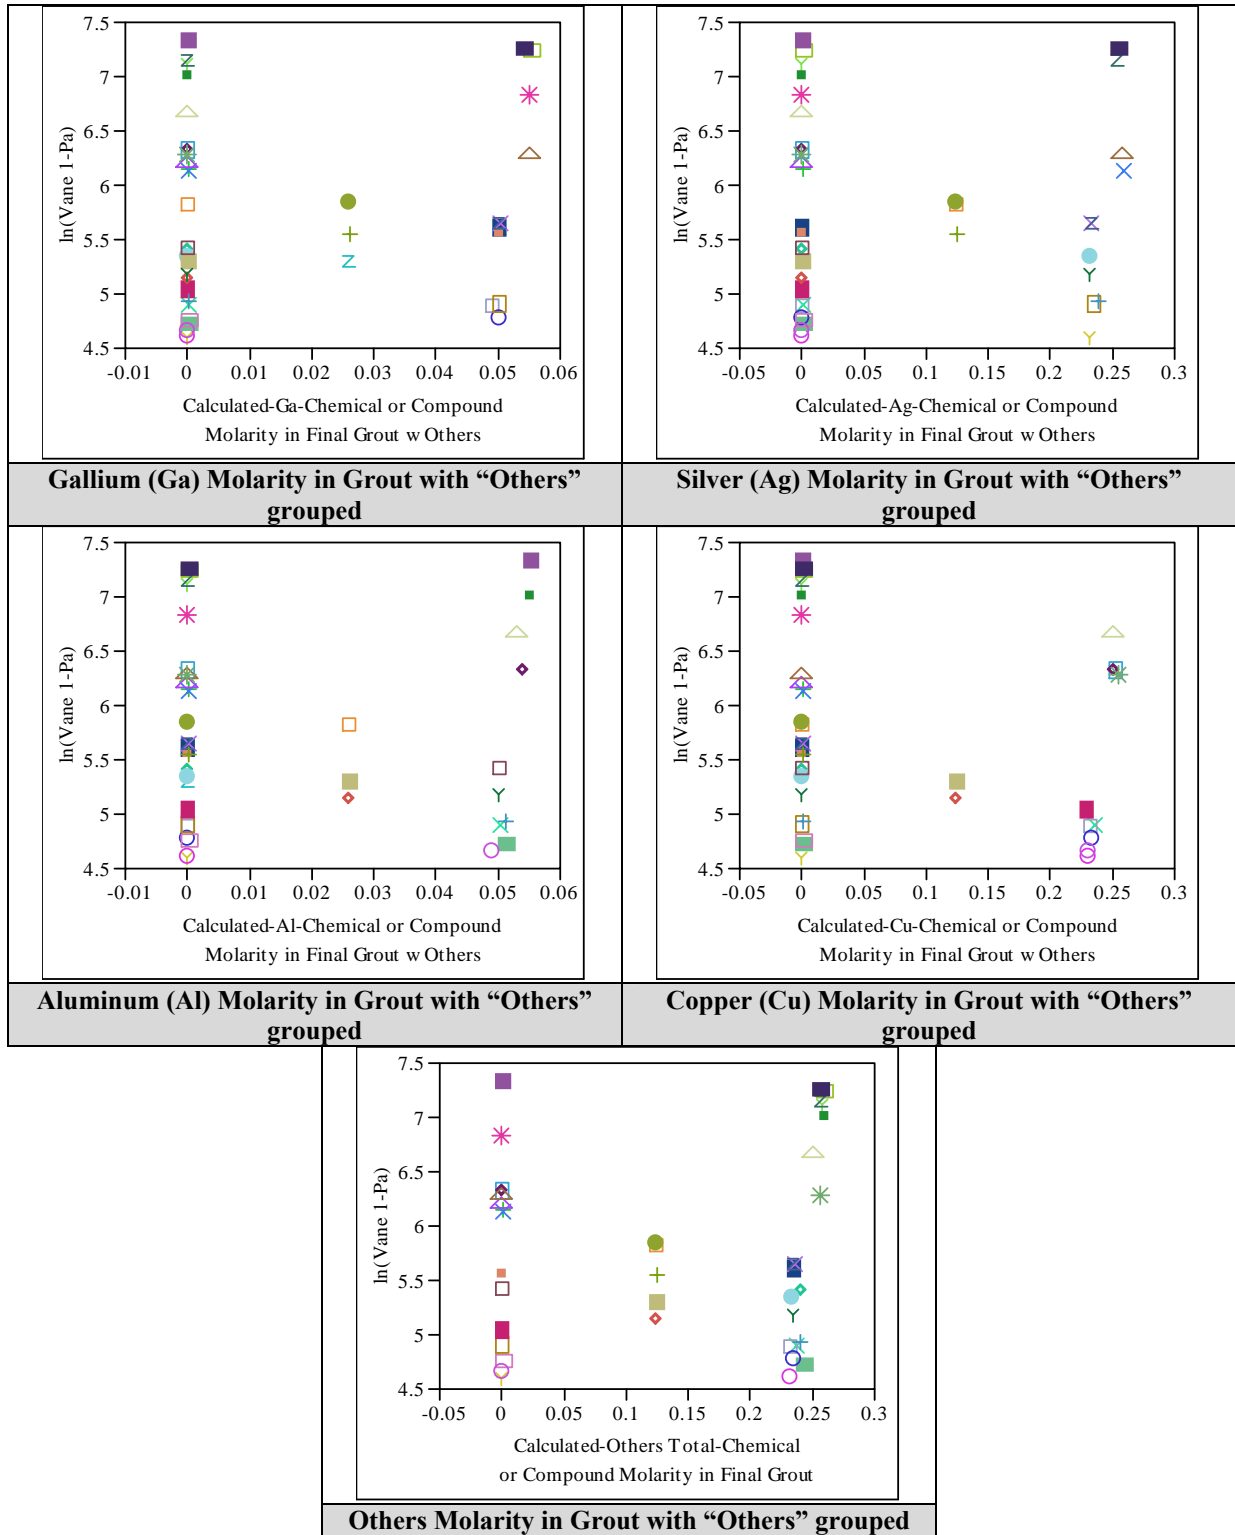 7.5
7
6.5
6
5.5
5
4.5
ln(Vane 1-Pa)
-0.01 0 0.01 0.02 0.03 0.04 0.05 0.06
Calculated-Ga-Chemical or Compound
Molarity in Final Grout w Others
Gallium (Ga) Molarity in Grout with “Others”
grouped
7.5
7
6.5
6
5.5
5
4.5
ln(Vane 1-Pa)
-0.05 0 0.05 0.1 0.15 0.2 0.25 0.3
Calculated-Ag-Chemical or Compound
Molarity in Final Grout w Others
Silver (Ag) Molarity in Grout with “Others”
grouped
7.5
7
6.5
6
5.5
5
4.5
ln(Vane 1-Pa)
-0.01 0 0.01 0.02 0.03 0.04 0.05 0.06
Calculated-Al-Chemical or Compound
Molarity in Final Grout w Others
Aluminum (Al) Molarity in Grout with “Others”
grouped
7.5
7
6.5
6
5.5
5
4.5
ln(Vane 1-Pa)
-0.05 0 0.05 0.1 0.15 0.2 0.25 0.3
Calculated-Cu-Chemical or Compound
Molarity in Final Grout w Others
Copper (Cu) Molarity in Grout with “Others”
grouped
7.5
7
6.5
6
5.5
5
4.5
ln(Vane 1-Pa)
-0.05 0 0.05 0.1 0.15 0.2 0.25 0.3
Calculated-Others Total-Chemical
or Compound Molarity in Final Grout
Others Molarity in Grout with “Others” grouped